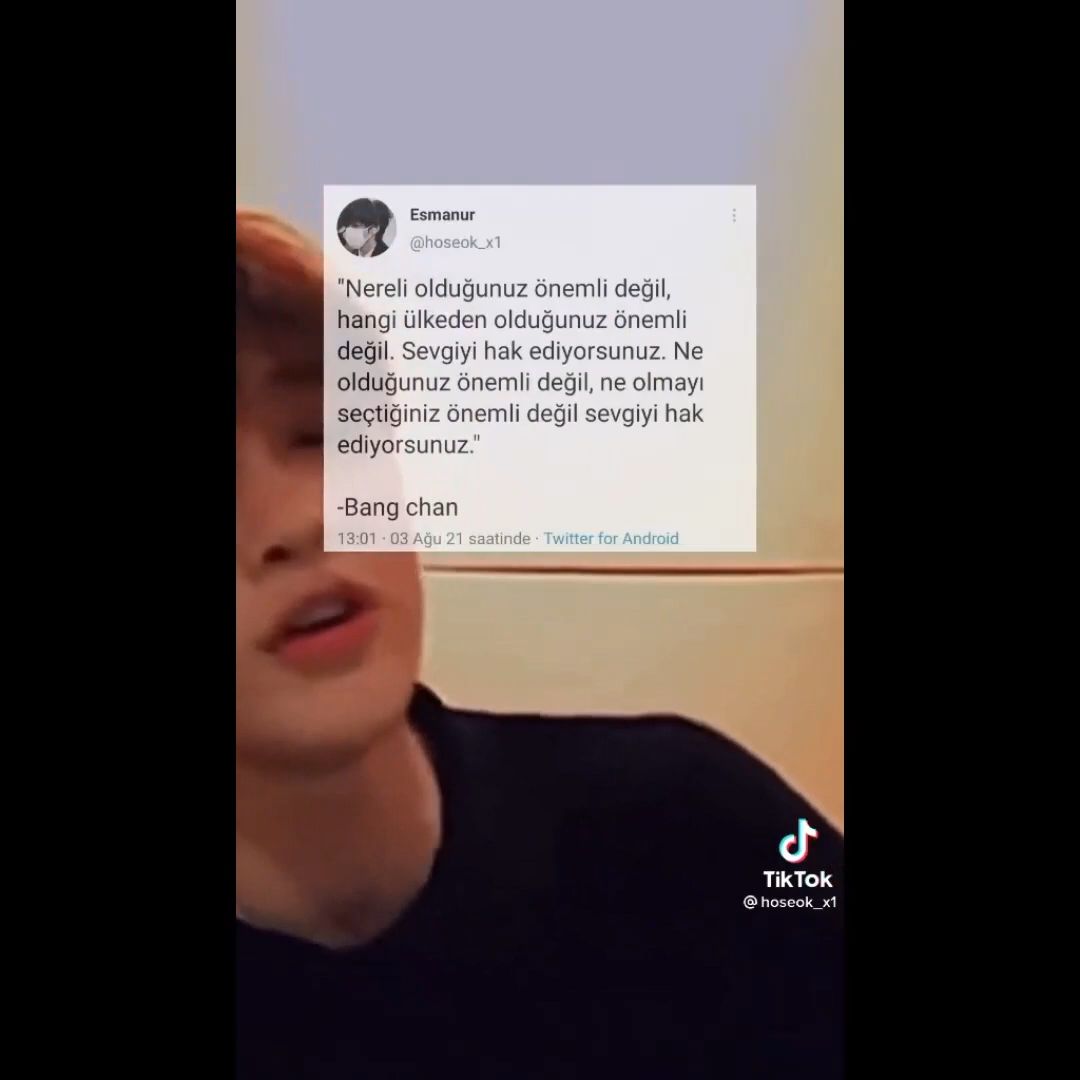 Esmanur
@hoseok_x1
"Nereli olduğunuz önemli değil,
hangi ülkeden olduğunuz önemli
değil. Sevgiyi hak ediyorsunuz. Ne
olduğunuz önemli değil, ne olmayı
seçtiğiniz önemli değil sevgiyi hak
ediyorsunuz."
-Bang chan
13:01 · 03 Ağu 21 saatinde · Twitter for Android
TikTok
@hoseok_x1